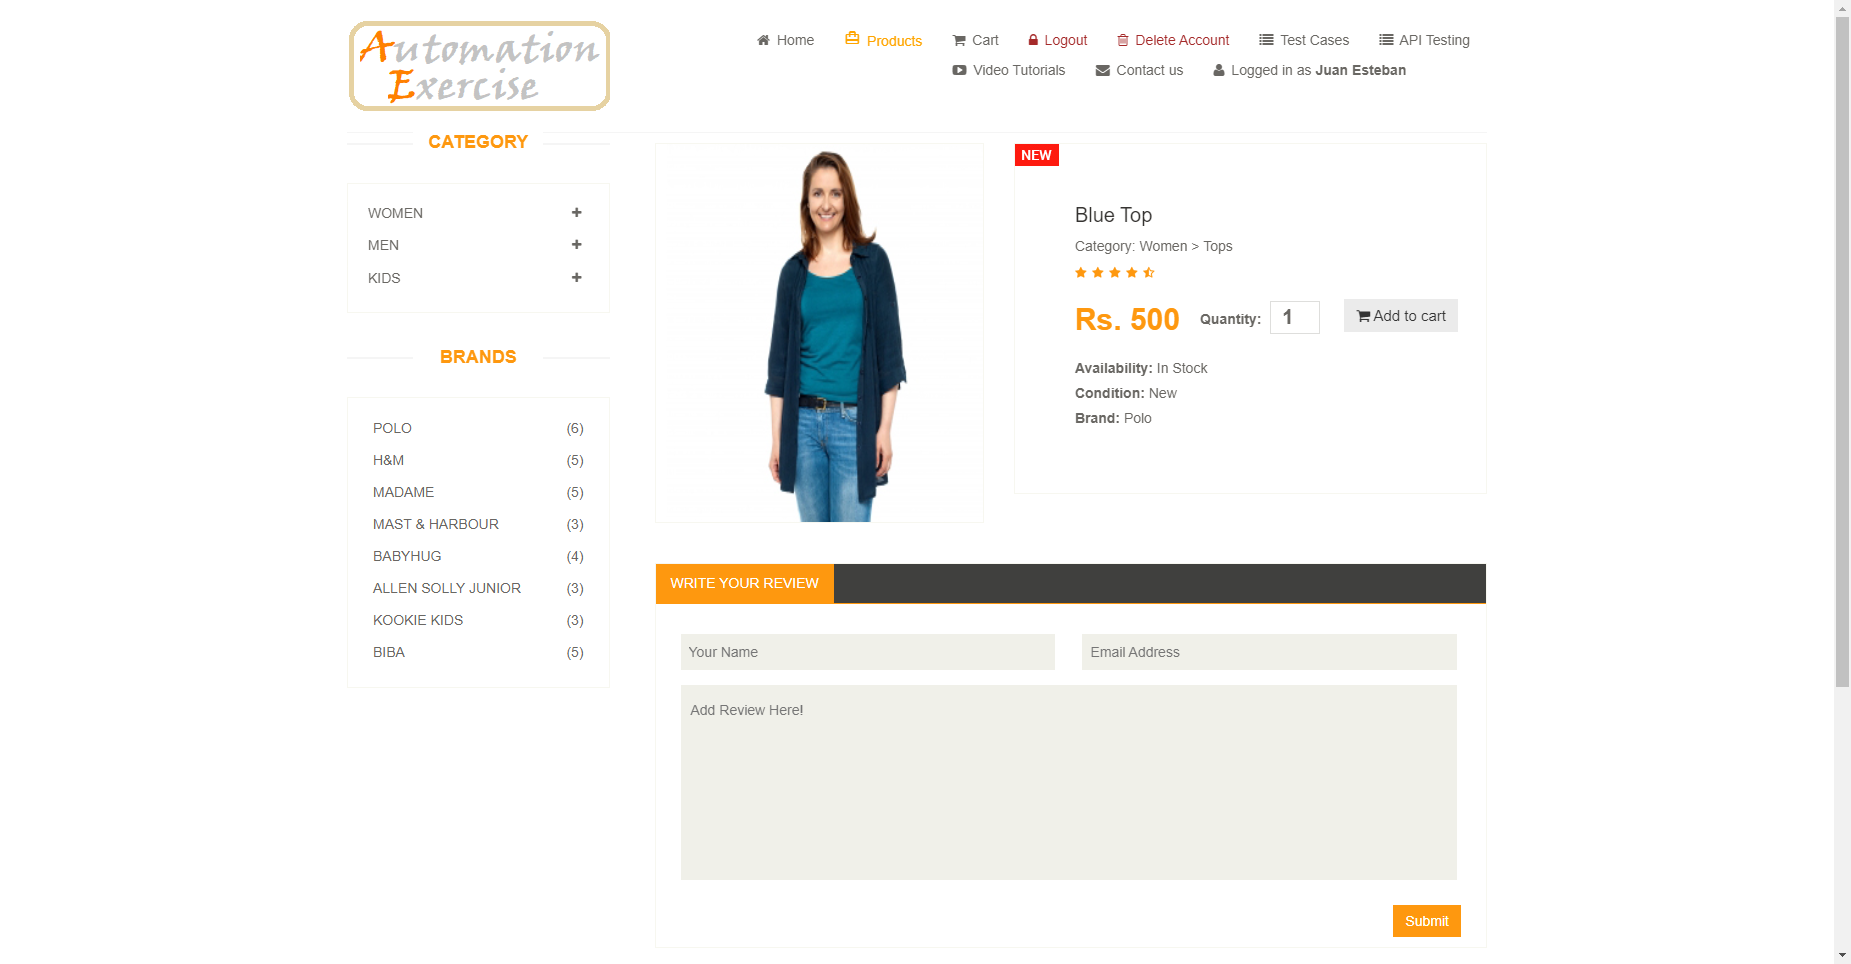 Automation
Exercise
Home Products Cart Logout Delete Account Test Cases API Testing
Video Tutorials Contact us Logged in as Juan Esteban
CATEGORY
WOMEN
MEN
KIDS
BRANDS
POLO (6)
H&M (5)
MADAME (5)
MAST & HARBOUR (3)
BABYHUG (4)
ALLEN SOLLY JUNIOR (3)
KOOKIE KIDS (3)
BIBA (5)
NEW
Blue Top
Category: Women > Tops
Rs. 500 Quantity: 1 Add to cart
Availability: In Stock
Condition: New
Brand: Polo
WRITE YOUR REVIEW
Your Name Email Address
Add Review Here!
Submit